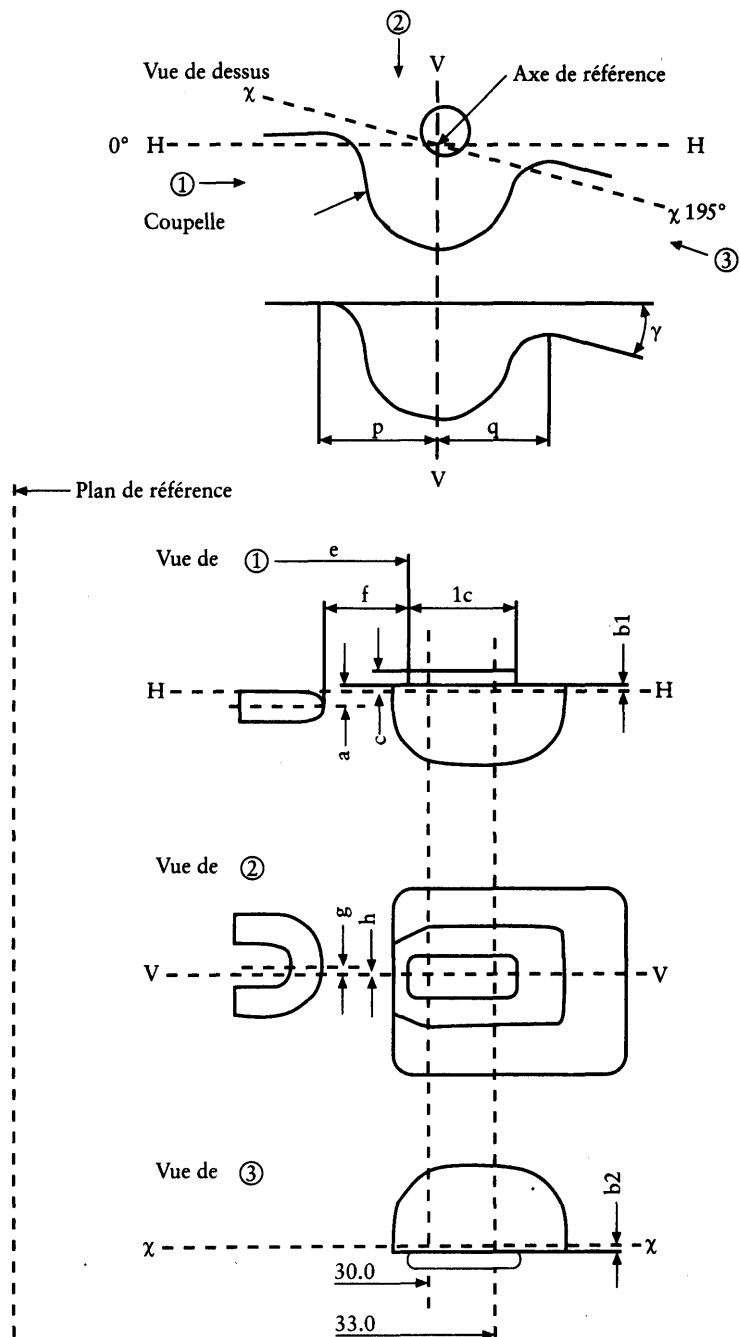 ②
V
Vue de dessus
Axe de référence
χ
0° H
H
①
χ 195°
Coupelle
③
γ
p
q
V
Plan de référence
Vue de ①
e
f
1c
b1
H
H
a
c
Vue de ②
g
h
V
V
Vue de ③
b2
χ
χ
30.0
33.0